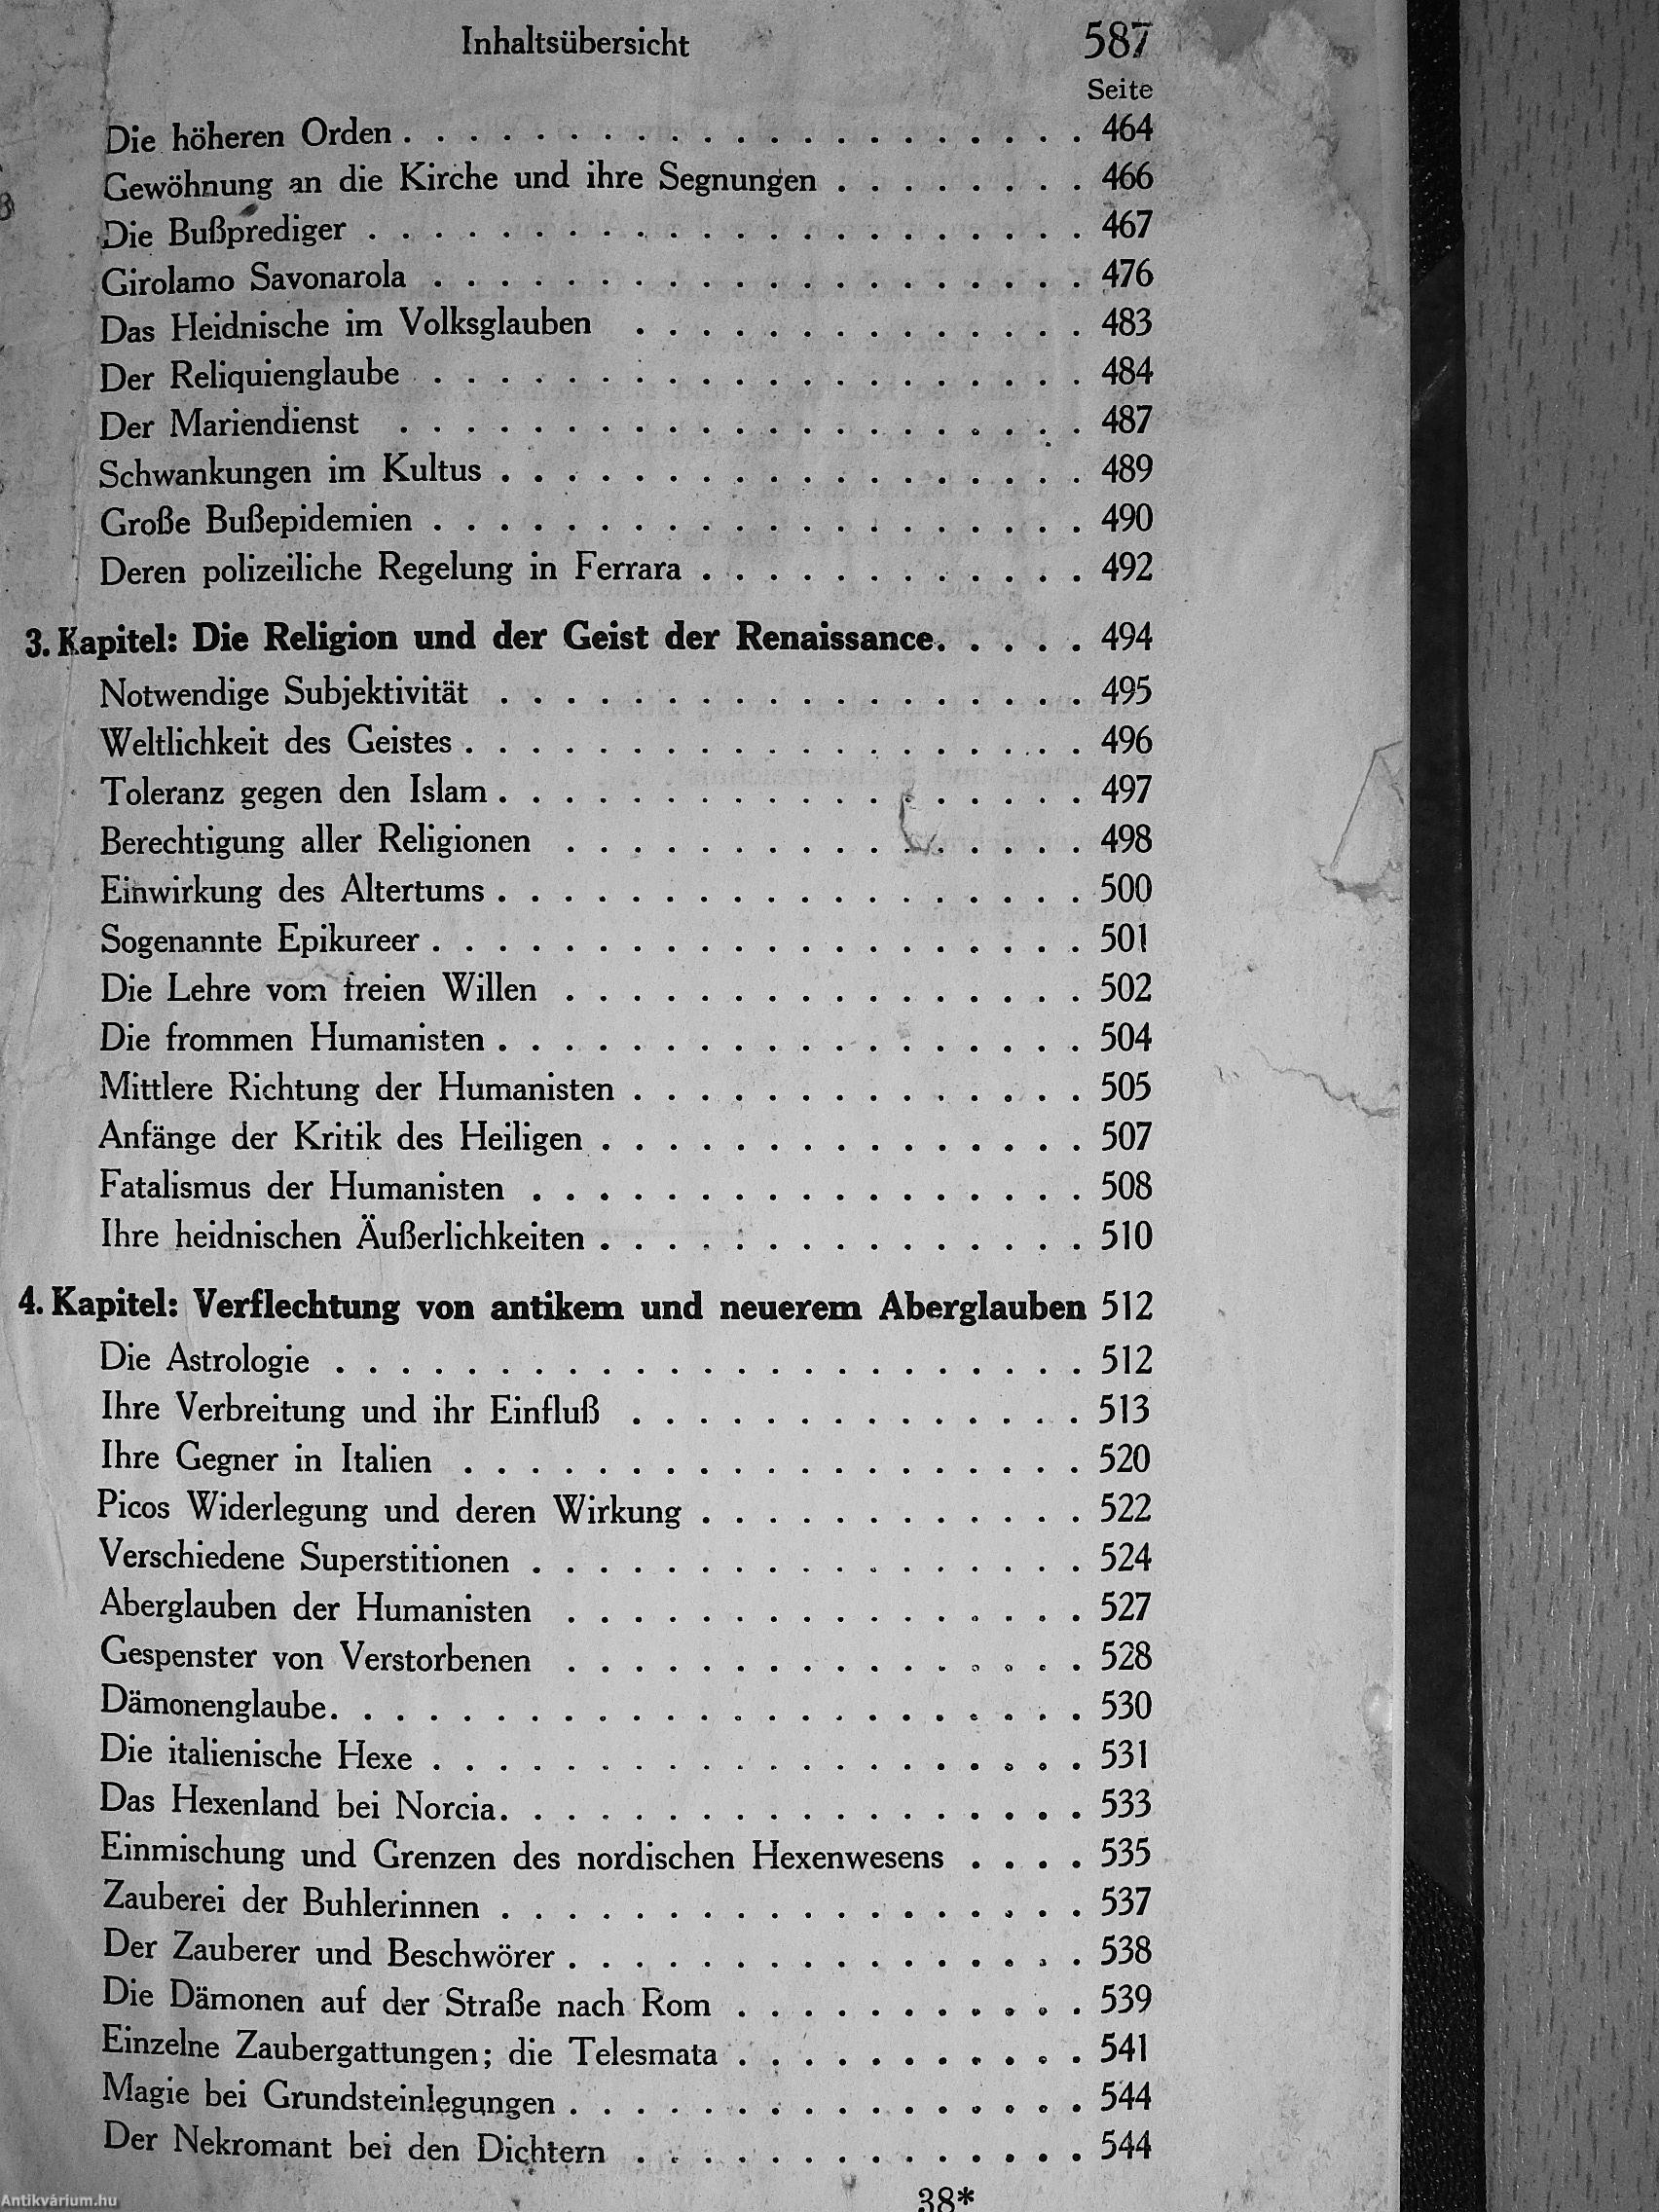 Inhaltsübersicht 587
Seite
Die höheren Orden . . . . . . . . . . . . . . . . . . . . . 464
Gewöhnung an die Kirche und ihre Segnungen . . . . . . . . 466
Die Bußprediger . . . . . . . . . . . . . . . . . . . . . . 467
Girolamo Savonarola . . . . . . . . . . . . . . . . . . . . 476
Das Heidnische im Volksglauben . . . . . . . . . . . . . . 483
Der Reliquienglaube . . . . . . . . . . . . . . . . . . . . 484
Der Mariendienst . . . . . . . . . . . . . . . . . . . . . 487
Schwankungen im Kultus . . . . . . . . . . . . . . . . . . 489
Große Bußepidemien . . . . . . . . . . . . . . . . . . . . 490
Deren polizeiliche Regelung in Ferrara . . . . . . . . . . . . 492
3. Kapitel: Die Religion und der Geist der Renaissance. . . . . 494
Notwendige Subjektivität . . . . . . . . . . . . . . . . . . 495
Weltlichkeit des Geistes . . . . . . . . . . . . . . . . . . . 496
Toleranz gegen den Islam . . . . . . . . . . . . . . . . . . 497
Berechtigung aller Religionen . . . . . . . . . . . . . . . . 498
Einwirkung des Altertums . . . . . . . . . . . . . . . . . . 500
Sogenannte Epikureer . . . . . . . . . . . . . . . . . . . . 501
Die Lehre vom freien Willen . . . . . . . . . . . . . . . . 502
Die frommen Humanisten . . . . . . . . . . . . . . . . . . 504
Mittlere Richtung der Humanisten . . . . . . . . . . . . . . 505
Anfänge der Kritik des Heiligen . . . . . . . . . . . . . . . 507
Fatalismus der Humanisten . . . . . . . . . . . . . . . . . 508
Ihre heidnischen Äußerlichkeiten . . . . . . . . . . . . . . . 510
4. Kapitel: Verflechtung von antikem und neuerem Aberglauben 512
Die Astrologie . . . . . . . . . . . . . . . . . . . . . . . 512
Ihre Verbreitung und ihr Einfluß . . . . . . . . . . . . . . 513
Ihre Gegner in Italien . . . . . . . . . . . . . . . . . . . 520
Picos Widerlegung und deren Wirkung . . . . . . . . . . . . 522
Verschiedene Superstitionen . . . . . . . . . . . . . . . . . 524
Aberglauben der Humanisten . . . . . . . . . . . . . . . . 527
Gespenster von Verstorbenen . . . . . . . . . . . . . . . . 528
Dämonenglaube. . . . . . . . . . . . . . . . . . . . . . . 530
Die italienische Hexe . . . . . . . . . . . . . . . . . . . . 531
Das Hexenland bei Norcia. . . . . . . . . . . . . . . . . . 533
Einmischung und Grenzen des nordischen Hexenwesens . . . . 535
Zauberei der Buhlerinnen . . . . . . . . . . . . . . . . . . 537
Der Zauberer und Beschwörer . . . . . . . . . . . . . . . . 538
Die Dämonen auf der Straße nach Rom . . . . . . . . . . . 539
Einzelne Zaubergattungen; die Telesmata . . . . . . . . . . . 541
Magie bei Grundsteinlegungen . . . . . . . . . . . . . . . . 544
Der Nekromant bei den Dichtern . . . . . . . . . . . . . . 544
38*
Antikvárium.hu